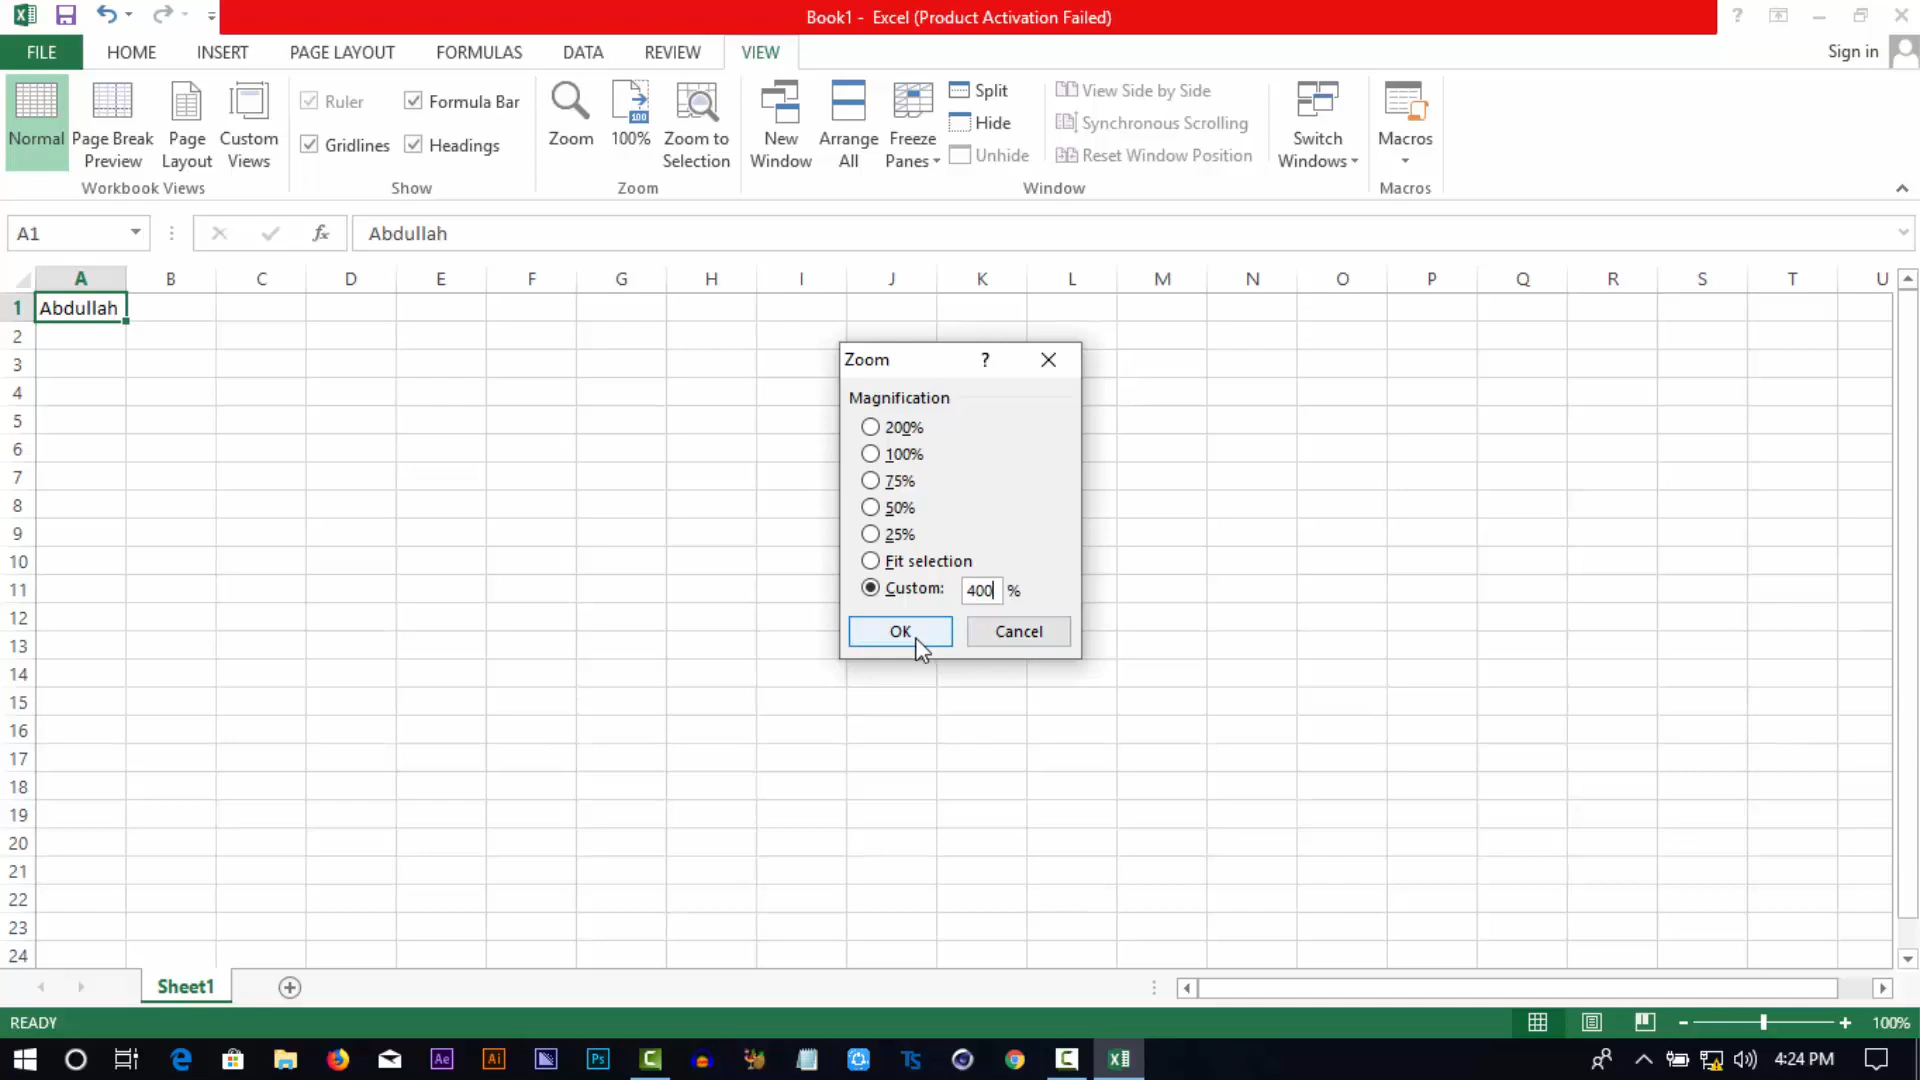 Book1 - Excel (Product Activation Failed)
FILE HOME INSERT PAGE LAYOUT FORMULAS DATA REVIEW VIEW Sign in
Normal Page Break Preview Page Layout Custom Views
Workbook Views
Ruler Formula Bar
Gridlines Headings
Show
Zoom 100% Zoom to Selection
Zoom
New Window Arrange All Freeze Panes
Split
Hide
Unhide
View Side by Side
Synchronous Scrolling
Reset Window Position
Switch Windows
Window
Macros
Macros
A1 fx Abdullah
A B C D E F G H I J K L M N O P Q R S T U
1 Abdullah
2
3
4
5
6
7
8
9
10
11
12
13
14
15
16
17
18
19
20
21
22
23
24
Zoom ?
Magnification
200%
100%
75%
50%
25%
Fit selection
Custom: 400 %
OK Cancel
Sheet1
READY 100%
Ae Ai Ps TS 4:24 PM